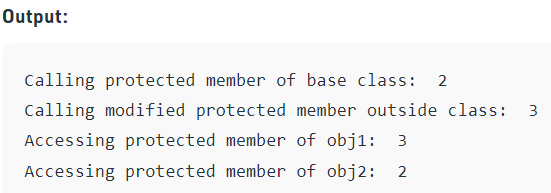 Output:
Calling protected member of base class:  2
Calling modified protected member outside class:  3
Accessing protected member of obj1:  3
Accessing protected member of obj2:  2